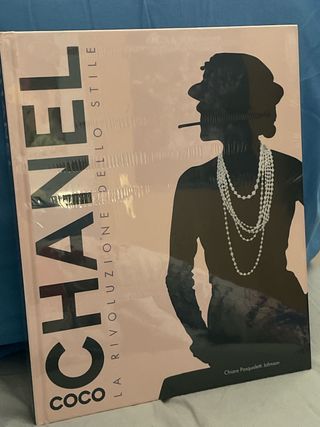 COCO CHANEL
LA RIVOLUZIONE DELLO STILE
Chiara Pasqualetti Johnson